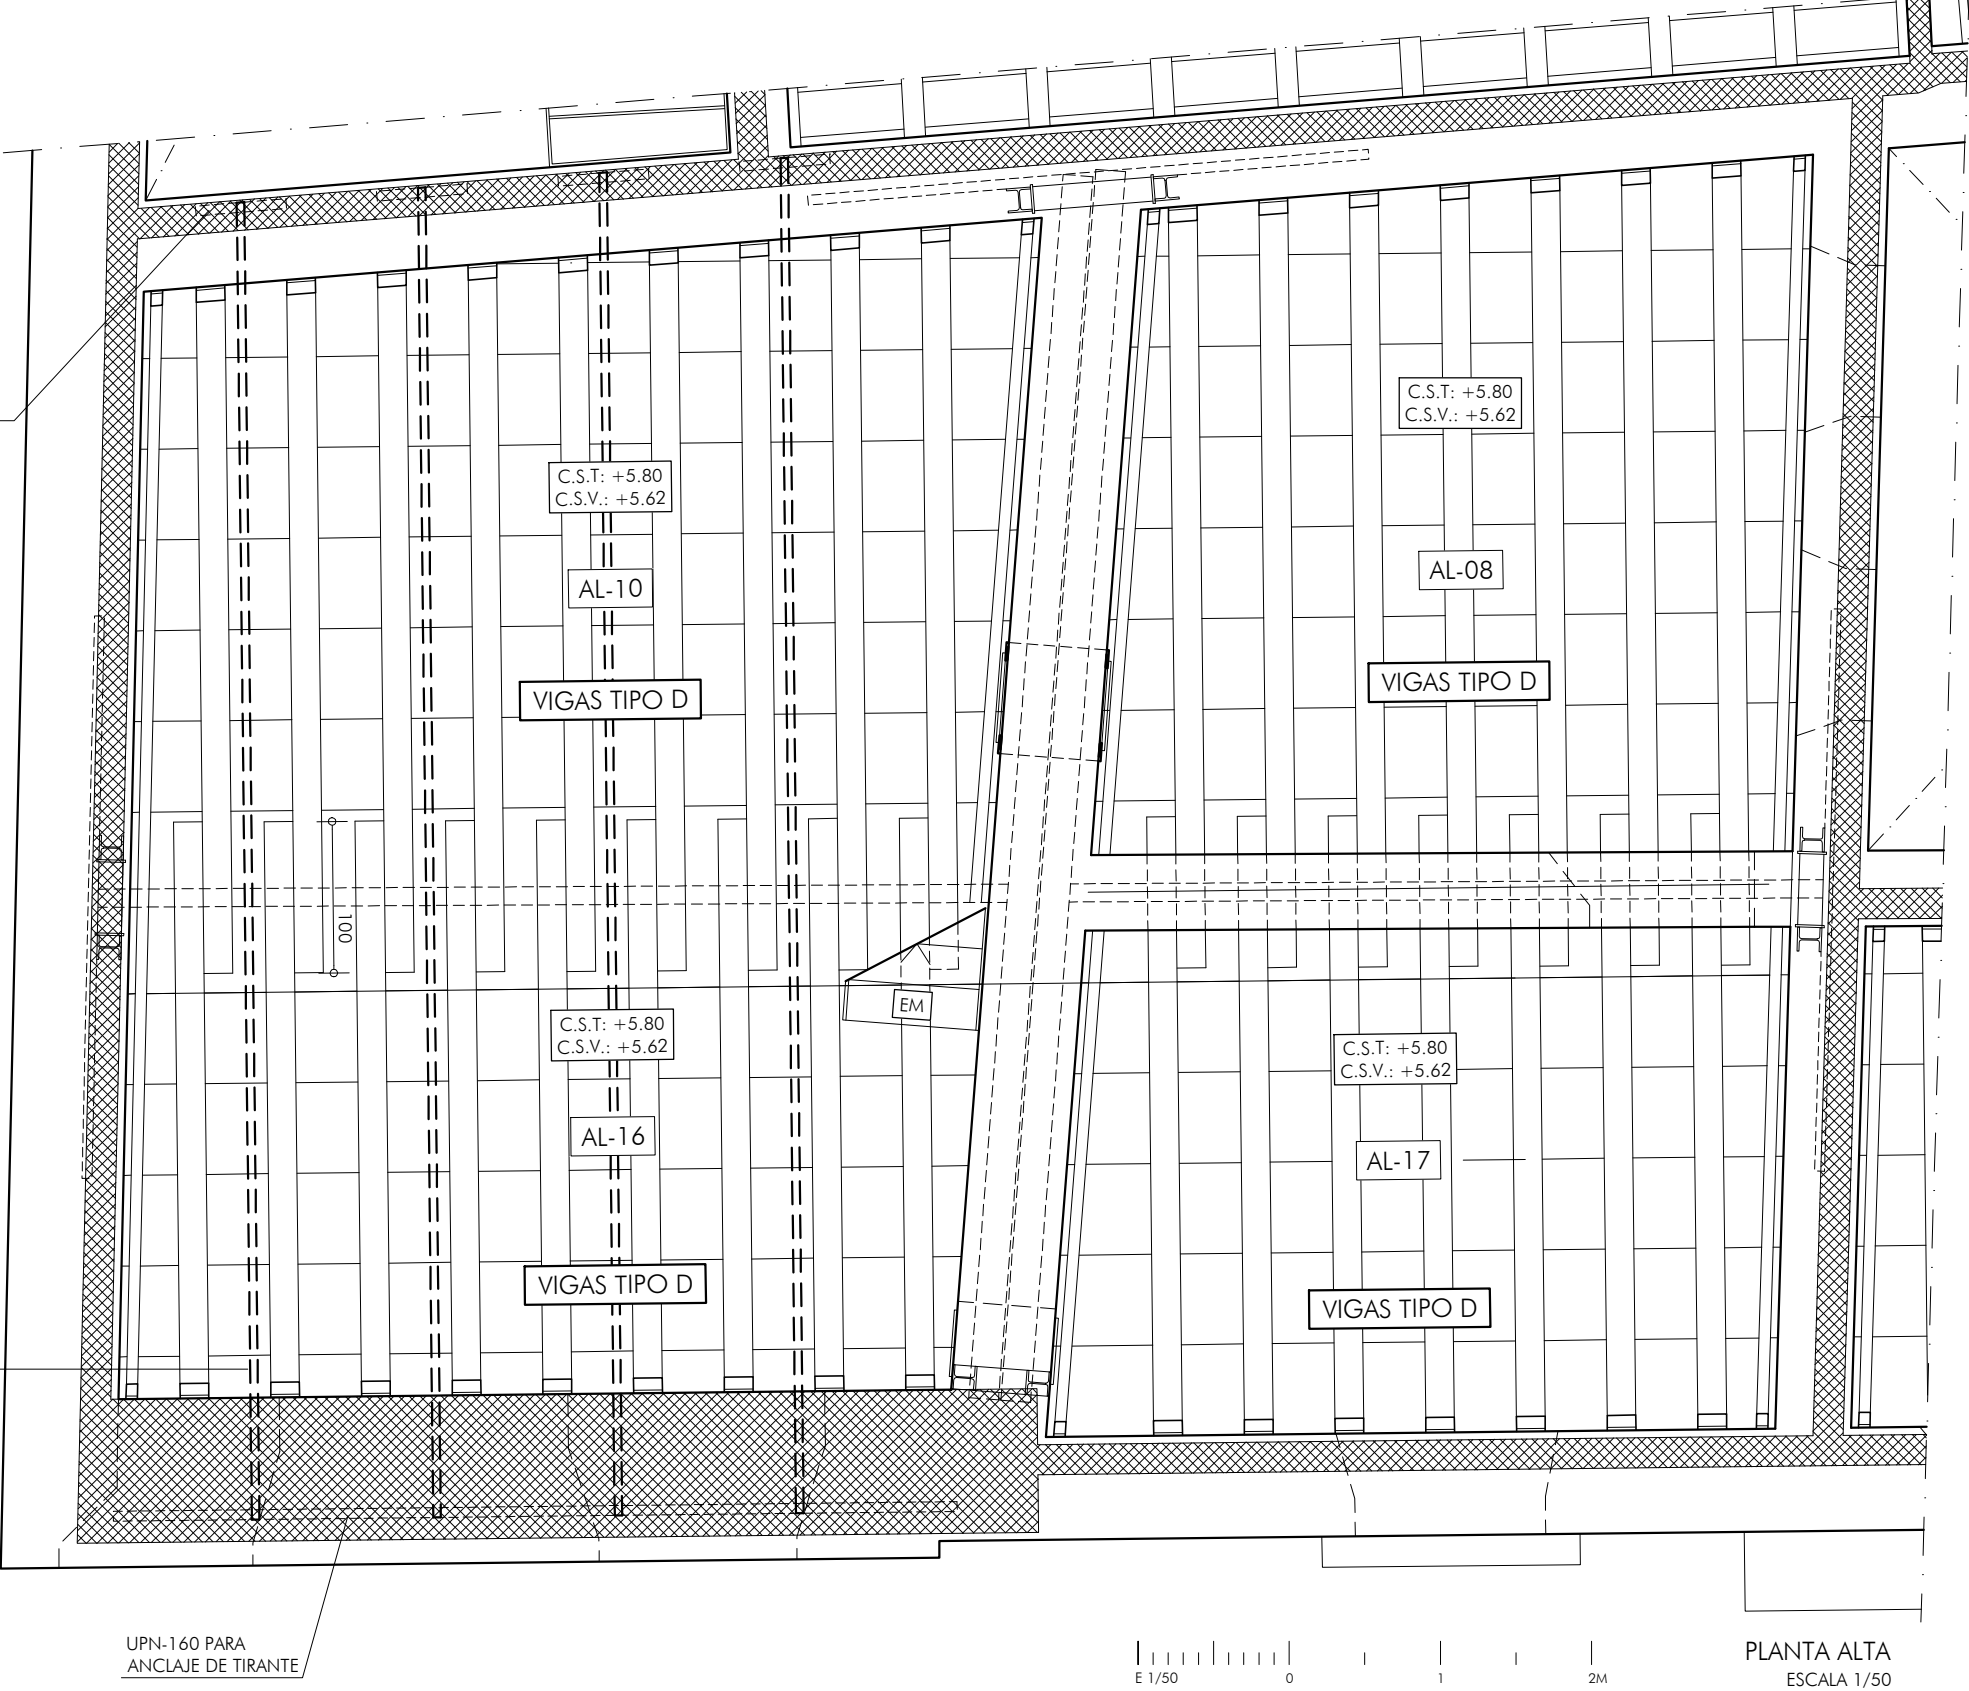 C.S.T: +5.80
C.S.V.: +5.62
C.S.T: +5.80
C.S.V.: +5.62
AL-10
AL-08
VIGAS TIPO D
VIGAS TIPO D
100
EM
C.S.T: +5.80
C.S.V.: +5.62
C.S.T: +5.80
C.S.V.: +5.62
AL-16
AL-17
VIGAS TIPO D
VIGAS TIPO D
UPN-160 PARA
ANCLAJE DE TIRANTE
E 1/50 0 1 2M
PLANTA ALTA
ESCALA 1/50